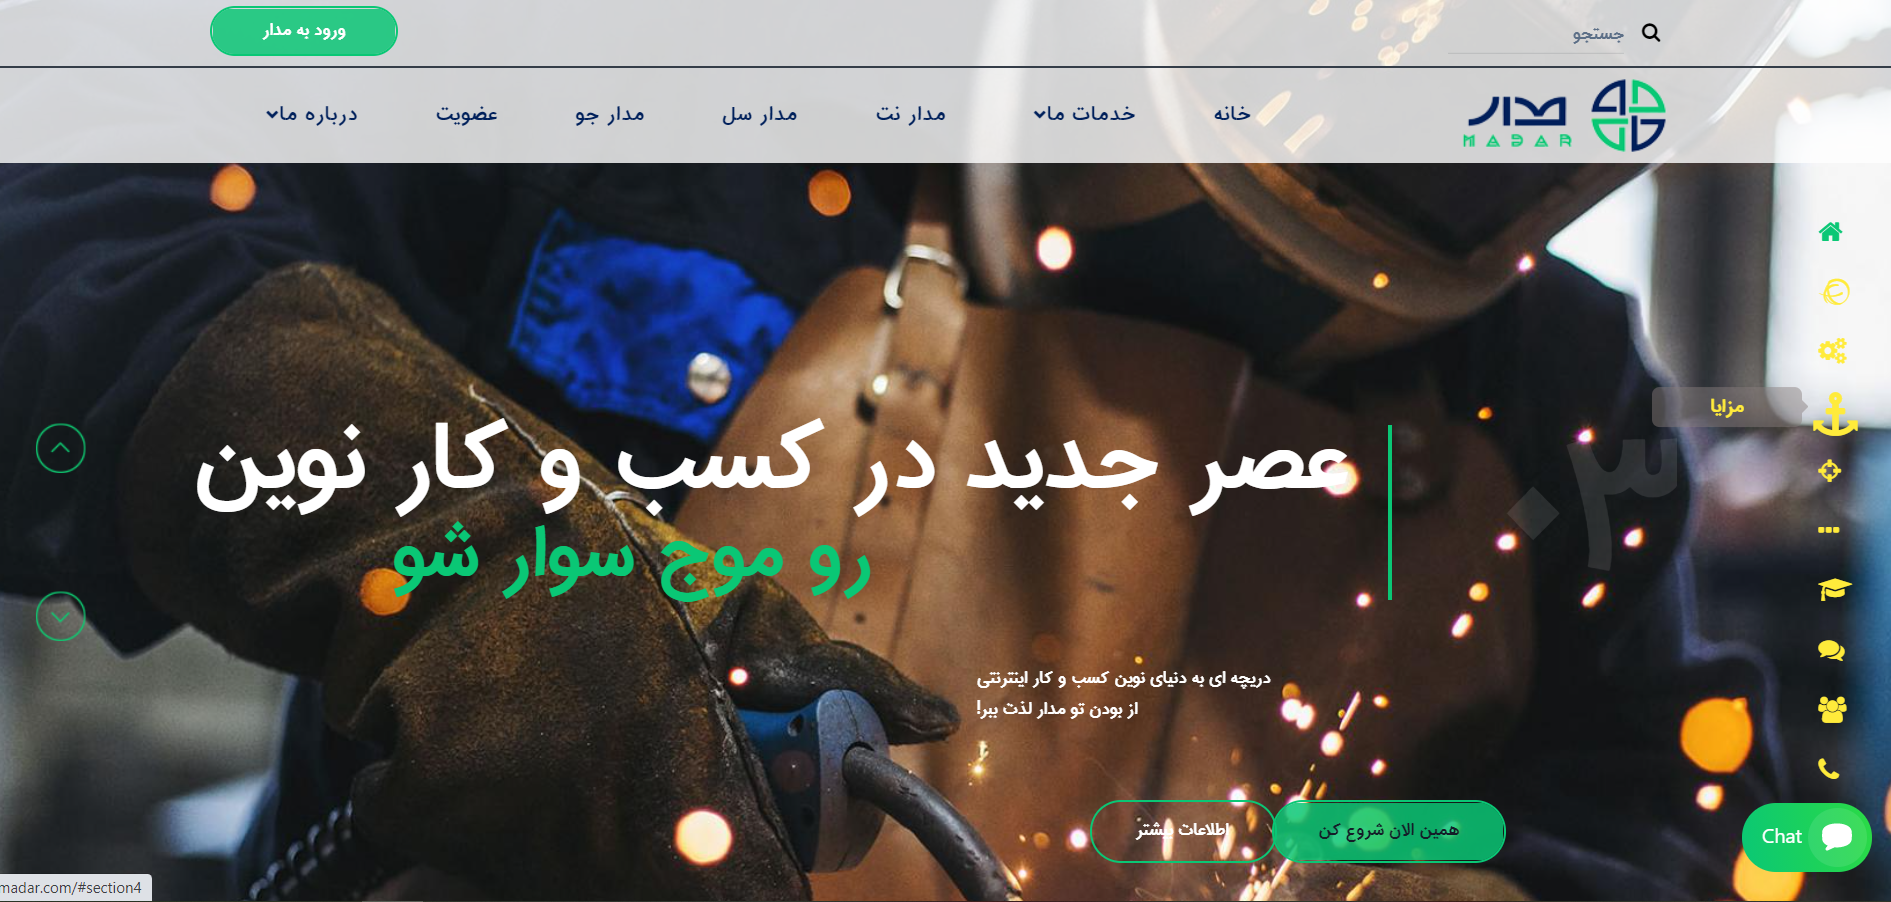 جستجو
ورود به مدار
مدار
MADAR
خانه
خدمات ما
مدار نت
مدار سل
مدار جو
عضویت
درباره ما
مزایا
۰۳
عصر جدید در کسب و کار نوین
رو موج سوار شو
دریچه ای به دنیای نوین کسب و کار اینترنتی
از بودن تو مدار لذت ببر!
همین الان شروع کن
اطلاعات بیشتر
Chat
madar.com/#section4